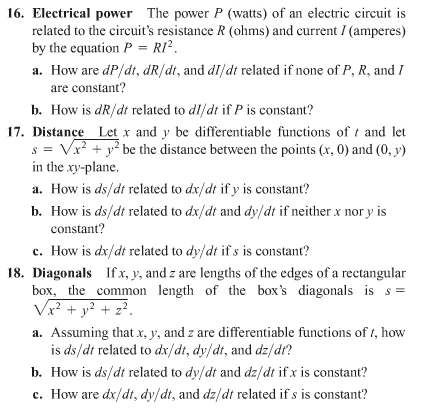 16. Electrical power The power P (watts) of an electric circuit is
related to the circuit's resistance R (ohms) and current I (amperes)
by the equation P = RI².
a. How are dP/dt, dR/dt, and dI/dt related if none of P, R, and I
are constant?
b. How is dR/dt related to dI/dt if P is constant?
17. Distance Let x and y be differentiable functions of t and let
s = √x² + y² be the distance between the points (x, 0) and (0, y)
in the xy-plane.
a. How is ds/dt related to dx/dt if y is constant?
b. How is ds/dt related to dx/dt and dy/dt if neither x nor y is
constant?
c. How is dx/dt related to dy/dt if s is constant?
18. Diagonals If x, y, and z are lengths of the edges of a rectangular
box, the common length of the box's diagonals is s =
√x² + y² + z².
a. Assuming that x, y, and z are differentiable functions of t, how
is ds/dt related to dx/dt, dy/dt, and dz/dt?
b. How is ds/dt related to dy/dt and dz/dt if x is constant?
c. How are dx/dt, dy/dt, and dz/dt related if s is constant?